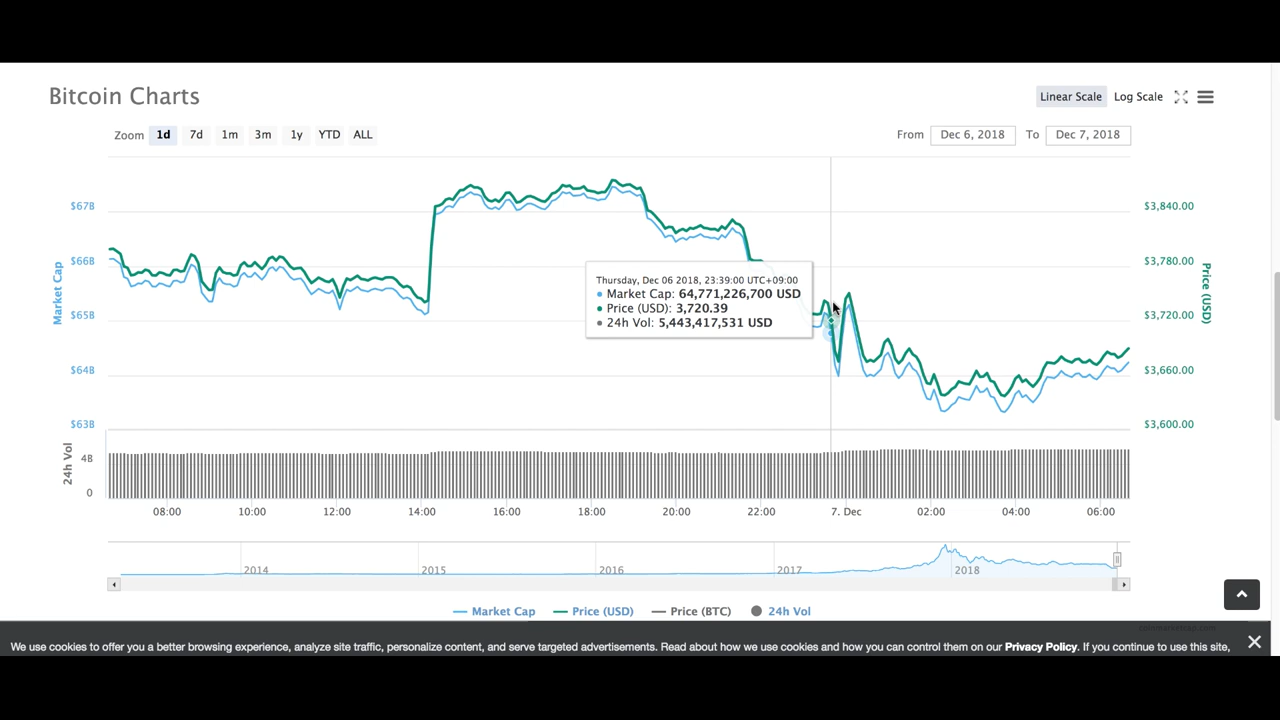 Bitcoin Charts
Linear Scale Log Scale
Zoom 1d 7d 1m 3m 1y YTD ALL
From Dec 6, 2018 To Dec 7, 2018
$67B
$66B
$65B
$64B
$63B
Market Cap
$3,840.00
$3,780.00
$3,720.00
$3,660.00
$3,600.00
Price (USD)
Thursday, Dec 06 2018, 23:39:00 UTC+09:00
Market Cap: 64,771,226,700 USD
Price (USD): 3,720.39
24h Vol: 5,443,417,531 USD
24h Vol
4B
0
08:00 10:00 12:00 14:00 16:00 18:00 20:00 22:00 7. Dec 02:00 04:00 06:00
2014 2015 2016 2017 2018
Market Cap Price (USD) Price (BTC) 24h Vol
We use cookies to offer you a better browsing experience, analyze site traffic, personalize content, and serve targeted advertisements. Read about how we use cookies and how you can control them on our Privacy Policy. If you continue to use this site,